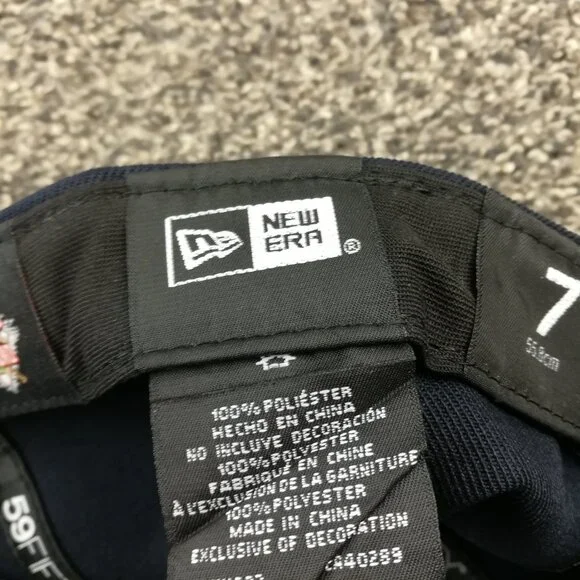 NEW
ERA
®
7
55.8cm
100% POLIÉSTER
HECHO EN CHINA
NO INCLUYE DECORACIÓN
100% POLYESTER
FABRIQUÉ EN CHINE
À L'EXCLUSION DE LA GARNITURE
100% POLYESTER
MADE IN CHINA
EXCLUSIVE OF DECORATION
CA40289
59FIF